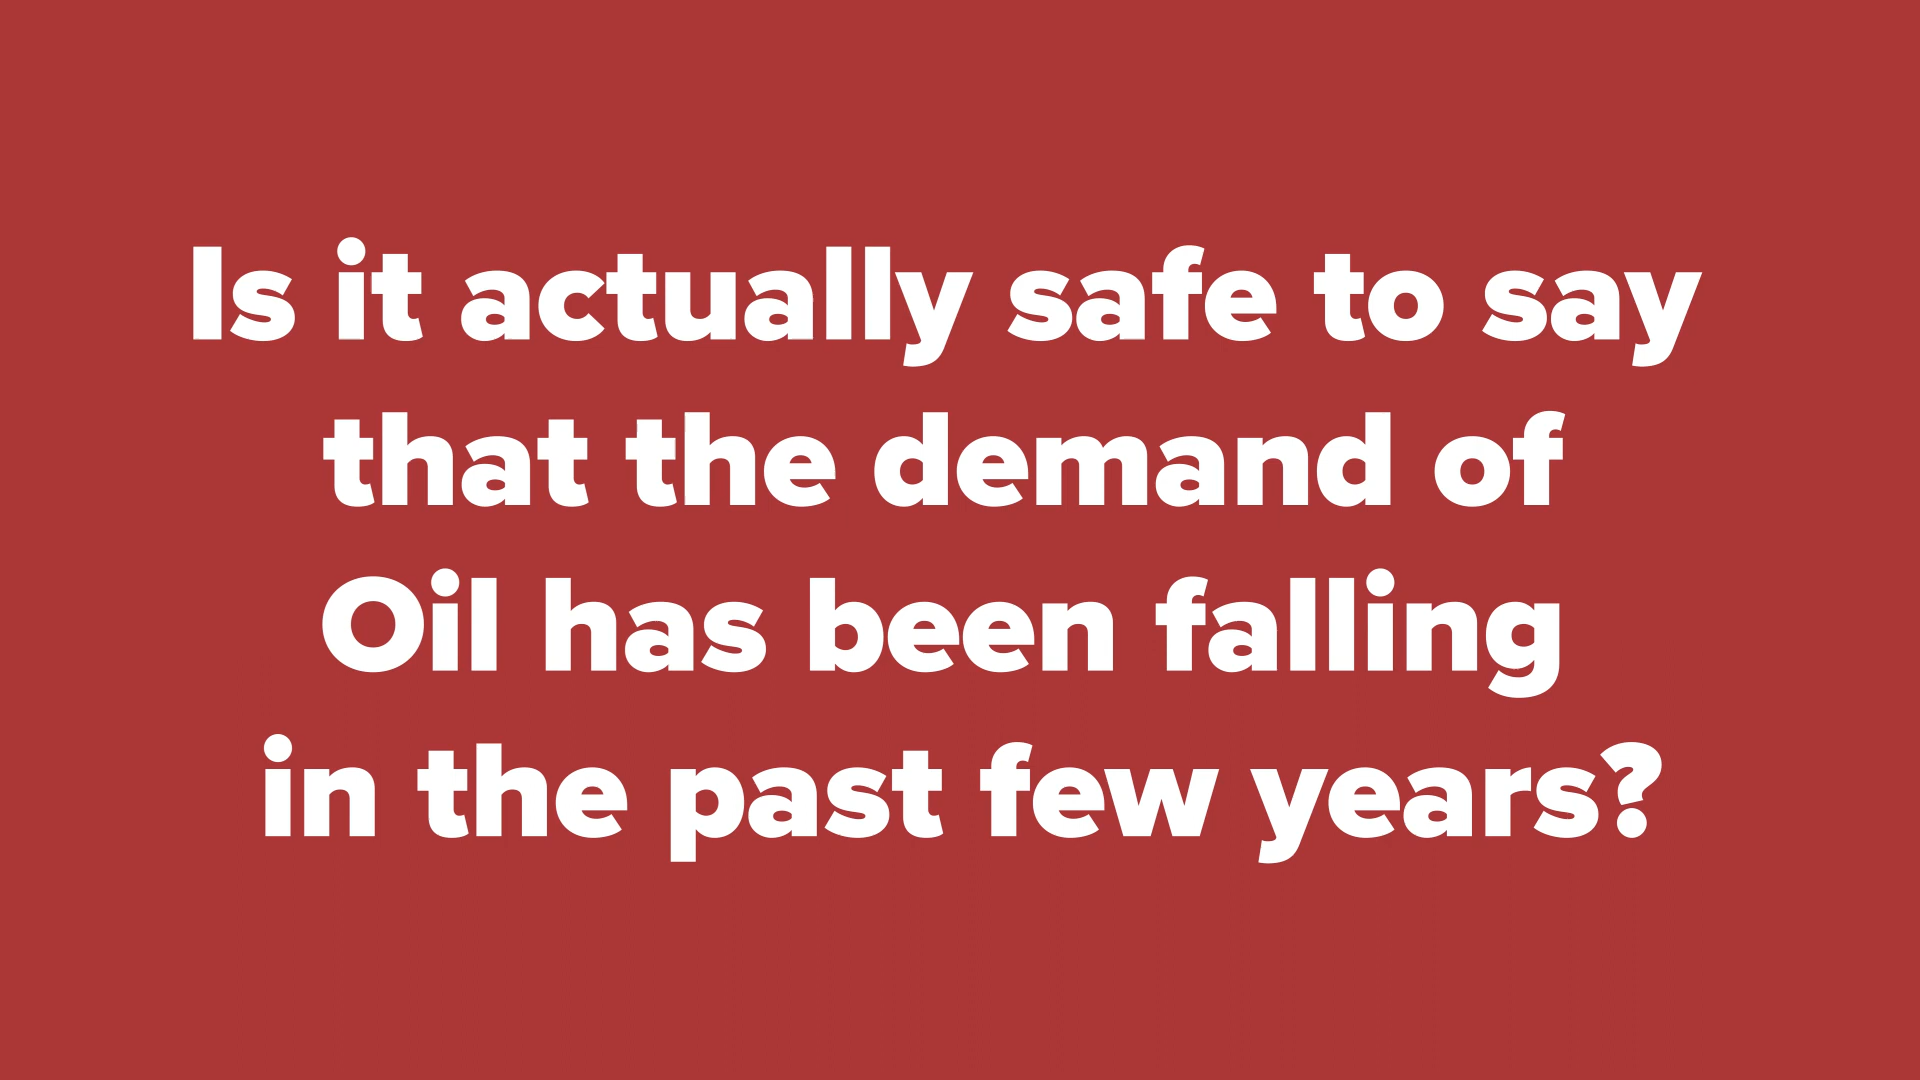 Is it actually safe to say
that the demand of
Oil has been falling
in the past few years?